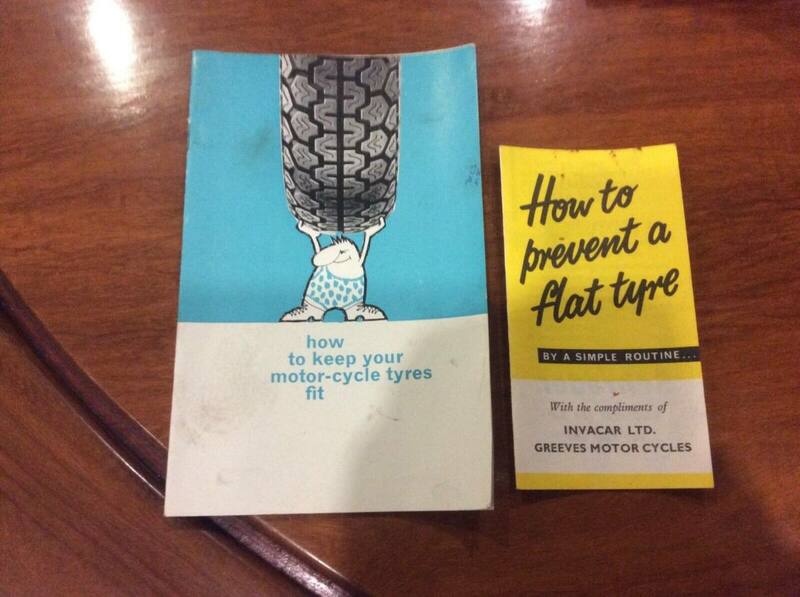 how
to keep your
motor-cycle tyres
fit
How to
prevent a
flat tyre
BY A SIMPLE ROUTINE...
With the compliments of
INVACAR LTD.
GREEVES MOTOR CYCLES